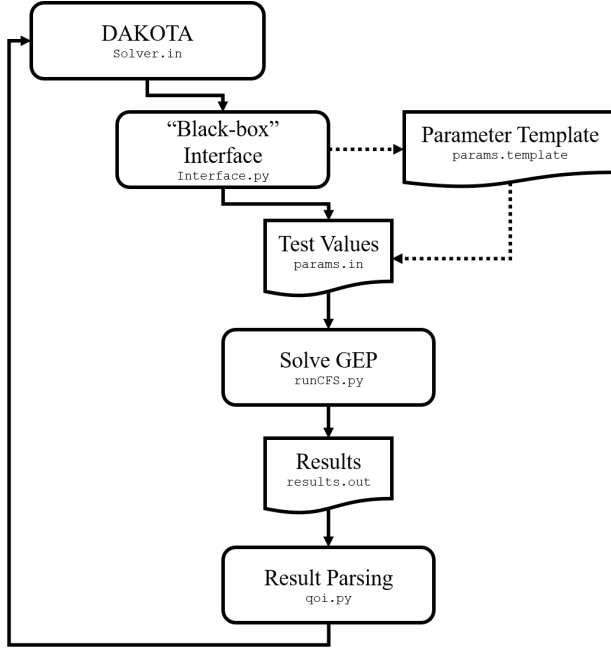 DAKOTA
Solver.in
“Black-box”
Interface
Interface.py
Parameter Template
params.template
Test Values
params.in
Solve GEP
runCFS.py
Results
results.out
Result Parsing
qoi.py